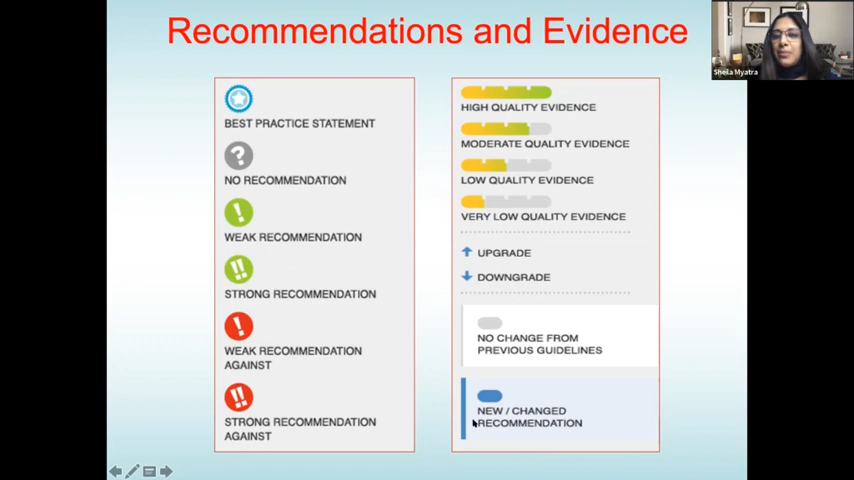 Recommendations and Evidence
Sheila Myatra
BEST PRACTICE STATEMENT
?
NO RECOMMENDATION
!
WEAK RECOMMENDATION
!!
STRONG RECOMMENDATION
!
WEAK RECOMMENDATION
AGAINST
!!
STRONG RECOMMENDATION
AGAINST
HIGH QUALITY EVIDENCE
MODERATE QUALITY EVIDENCE
LOW QUALITY EVIDENCE
VERY LOW QUALITY EVIDENCE
UPGRADE
DOWNGRADE
NO CHANGE FROM
PREVIOUS GUIDELINES
NEW / CHANGED
RECOMMENDATION